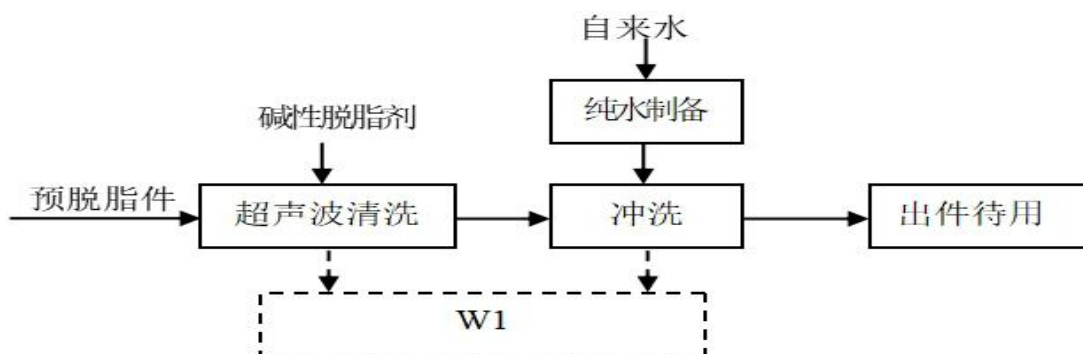 自来水
纯水制备
碱性脱脂剂
预脱脂件
超声波清洗
冲洗
出件待用
W1